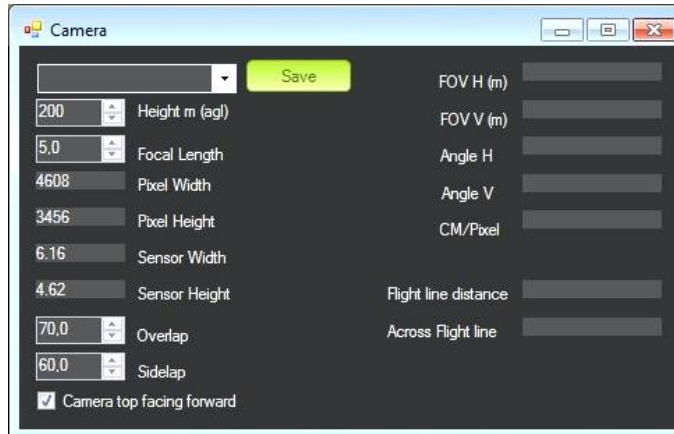 Camera
Save
200 Height m (agl)
5,0 Focal Length
4608 Pixel Width
3456 Pixel Height
6.16 Sensor Width
4.62 Sensor Height
70,0 Overlap
60,0 Sidelap
Camera top facing forward
FOV H (m)
FOV V (m)
Angle H
Angle V
CM/Pixel
Flight line distance
Across Flight line